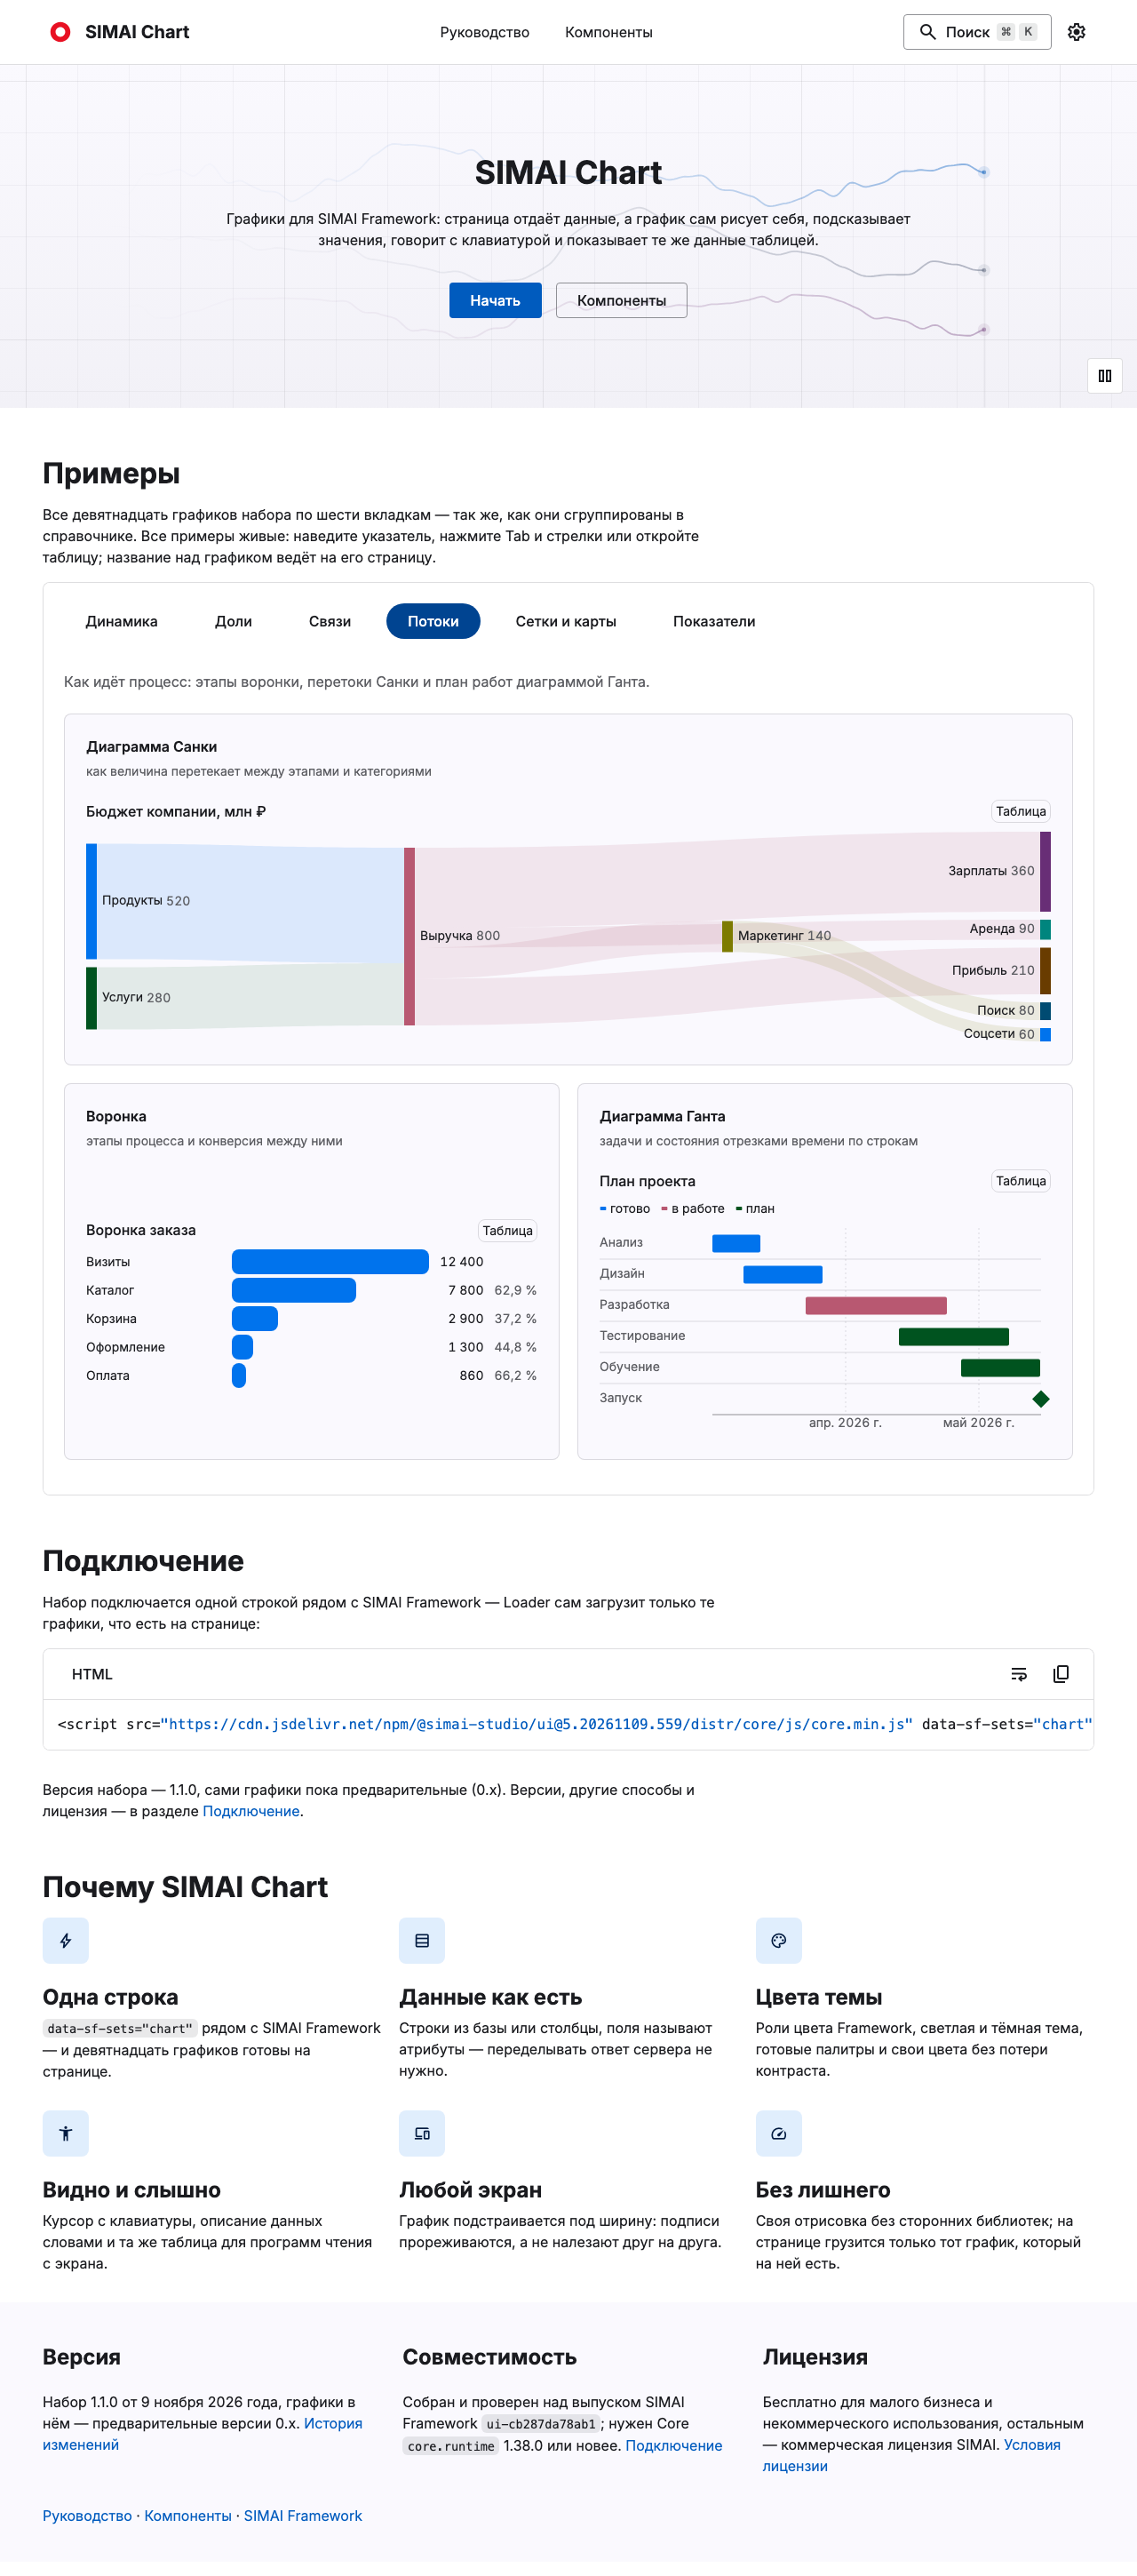 SIMAI Chart
Руководство
Компоненты
Поиск ⌘ K
SIMAI Chart
Графики для SIMAI Framework: страница отдаёт данные, а график сам рисует себя, подсказывает
значения, говорит с клавиатурой и показывает те же данные таблицей.
Начать
Компоненты
Примеры
Все девятнадцать графиков набора по шести вкладкам — так же, как они сгруппированы в
справочнике. Все примеры живые: наведите указатель, нажмите Tab и стрелки или откройте
таблицу; название над графиком ведёт на его страницу.
Динамика
Доли
Связи
Потоки
Сетки и карты
Показатели
Как идёт процесс: этапы воронки, перетоки Санки и план работ диаграммой Ганта.
Диаграмма Санки
как величина перетекает между этапами и категориями
Бюджет компании, млн ₽
Таблица
Продукты 520
Услуги 280
Выручка 800
Маркетинг 140
Зарплаты 360
Аренда 90
Прибыль 210
Поиск 80
Соцсети 60
Воронка
этапы процесса и конверсия между ними
Воронка заказа
Таблица
Визиты 12 400
Каталог 7 800 62,9 %
Корзина 2 900 37,2 %
Оформление 1 300 44,8 %
Оплата 860 66,2 %
Диаграмма Ганта
задачи и состояния отрезками времени по строкам
План проекта
Таблица
готово в работе план
Анализ
Дизайн
Разработка
Тестирование
Обучение
Запуск
апр. 2026 г. май 2026 г.
Подключение
Набор подключается одной строкой рядом с SIMAI Framework — Loader сам загрузит только те
графики, что есть на странице:
HTML
<script src="https://cdn.jsdelivr.net/npm/@simai-studio/ui@5.20261109.559/distr/core/js/core.min.js" data-sf-sets="chart"
Версия набора — 1.1.0, сами графики пока предварительные (0.x). Версии, другие способы и
лицензия — в разделе Подключение.
Почему SIMAI Chart
Одна строка
data-sf-sets="chart" рядом с SIMAI Framework
— и девятнадцать графиков готовы на
странице.
Данные как есть
Строки из базы или столбцы, поля называют
атрибуты — переделывать ответ сервера не
нужно.
Цвета темы
Роли цвета Framework, светлая и тёмная тема,
готовые палитры и свои цвета без потери
контраста.
Видно и слышно
Курсор с клавиатуры, описание данных
словами и та же таблица для программ чтения
с экрана.
Любой экран
График подстраивается под ширину: подписи
прореживаются, а не налезают друг на друга.
Без лишнего
Своя отрисовка без сторонних библиотек; на
странице грузится только тот график, который
на ней есть.
Версия
Набор 1.1.0 от 9 ноября 2026 года, графики в
нём — предварительные версии 0.x. История
изменений
Совместимость
Собран и проверен над выпуском SIMAI
Framework ui-cb287da78ab1; нужен Core
core.runtime 1.38.0 или новее. Подключение
Лицензия
Бесплатно для малого бизнеса и
некоммерческого использования, остальным
— коммерческая лицензия SIMAI. Условия
лицензии
Руководство · Компоненты · SIMAI Framework